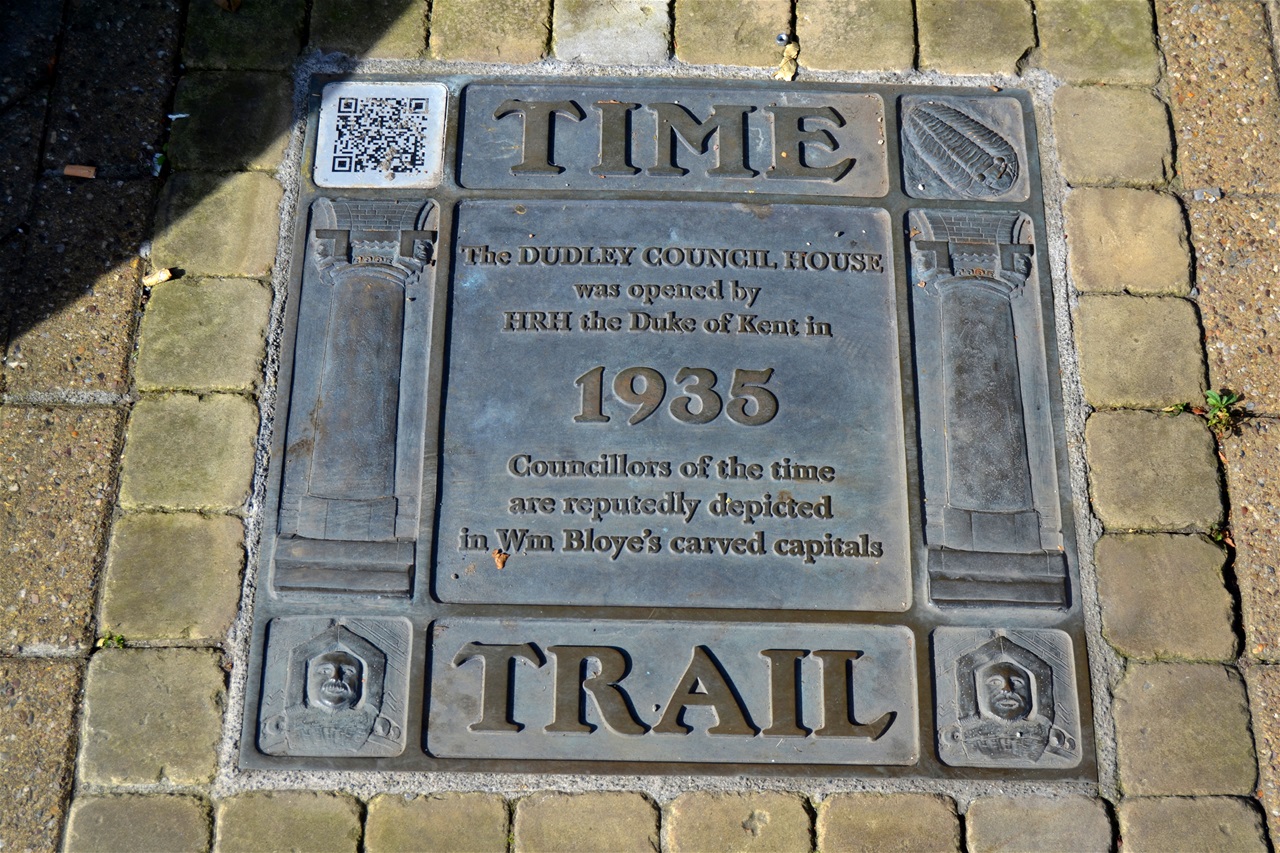 TIME
The DUDLEY COUNCIL HOUSE
was opened by
HRH the Duke of Kent in
1935
Councillors of the time
are reputedly depicted
in Wm Bloye's carved capitals
TRAIL